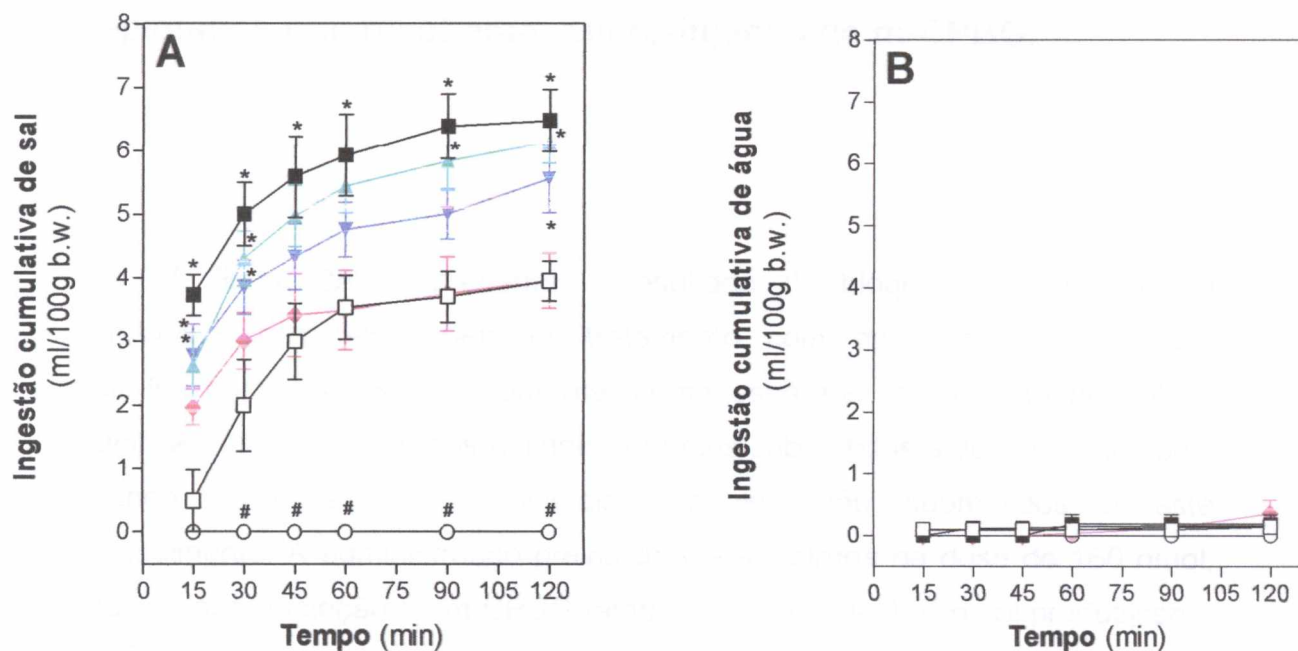 A
Ingestão cumulativa de sal
(ml/100g b.w.)
8
7
6
5
4
3
2
1
0
* * * * * *
* *
* *
* *
*
# # # # #
0 15 30 45 60 75 90 105 120
Tempo (min)
B
Ingestão cumulativa de água
(ml/100g b.w.)
8
7
6
5
4
3
2
1
0
0 15 30 45 60 75 90 105 120
Tempo (min)